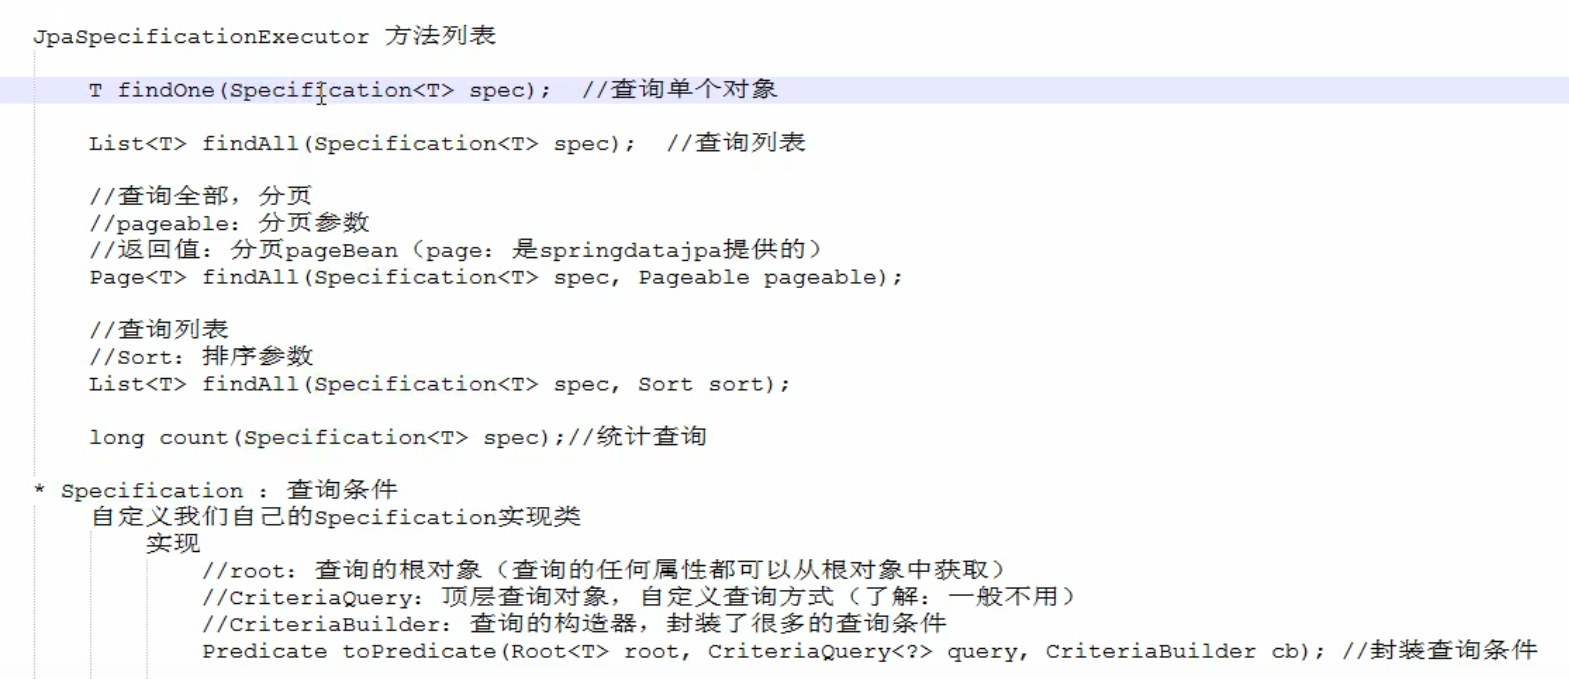 JpaSpecificationExecutor 方法列表
T findOne(Specification<T> spec);  //查询单个对象
List<T> findAll(Specification<T> spec);  //查询列表
//查询全部，分页
//pageable：分页参数
//返回值：分页pageBean（page：是springdatajpa提供的）
Page<T> findAll(Specification<T> spec, Pageable pageable);
//查询列表
//Sort：排序参数
List<T> findAll(Specification<T> spec, Sort sort);
long count(Specification<T> spec);//统计查询
* Specification ：查询条件
自定义我们自己的Specification实现类
实现
//root：查询的根对象（查询的任何属性都可以从根对象中获取）
//CriteriaQuery：顶层查询对象，自定义查询方式（了解：一般不用）
//CriteriaBuilder：查询的构造器，封装了很多的查询条件
Predicate toPredicate(Root<T> root, CriteriaQuery<?> query, CriteriaBuilder cb); //封装查询条件